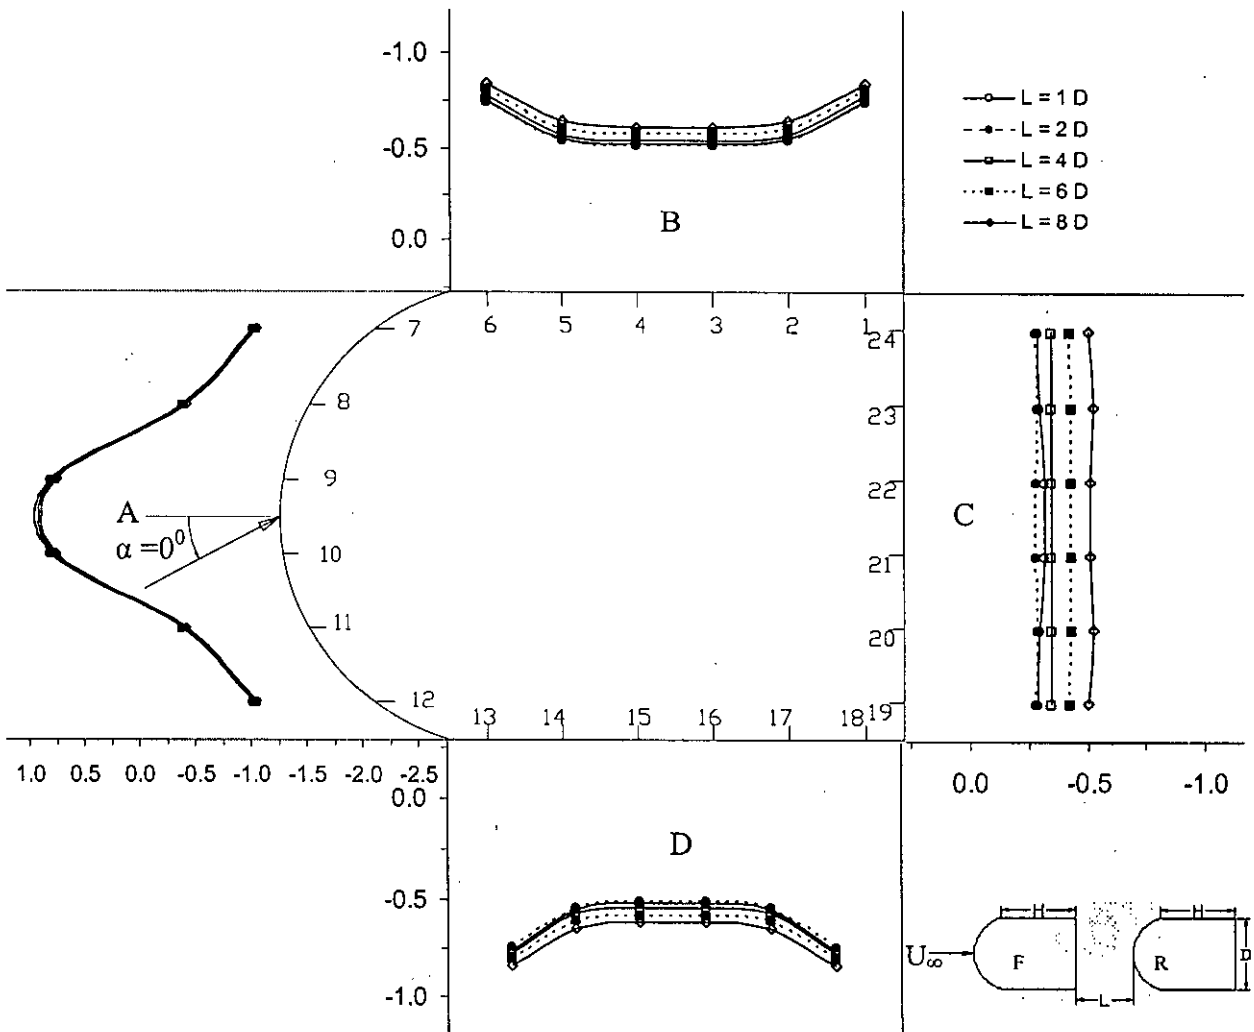 -1.0
-0.5
0.0
B
L = 1 D
L = 2 D
L = 4 D
L = 6 D
L = 8 D
6 5 4 3 2 1
7
8
9
10
11
12
A
α = 0⁰
24
23
22
21
20
19
C
13 14 15 16 17 18
1.0 0.5 0.0 -0.5 -1.0 -1.5 -2.0 -2.5
0.0 -0.5 -1.0
0.0
-0.5
-1.0
D
H H
U∞ F R D
L